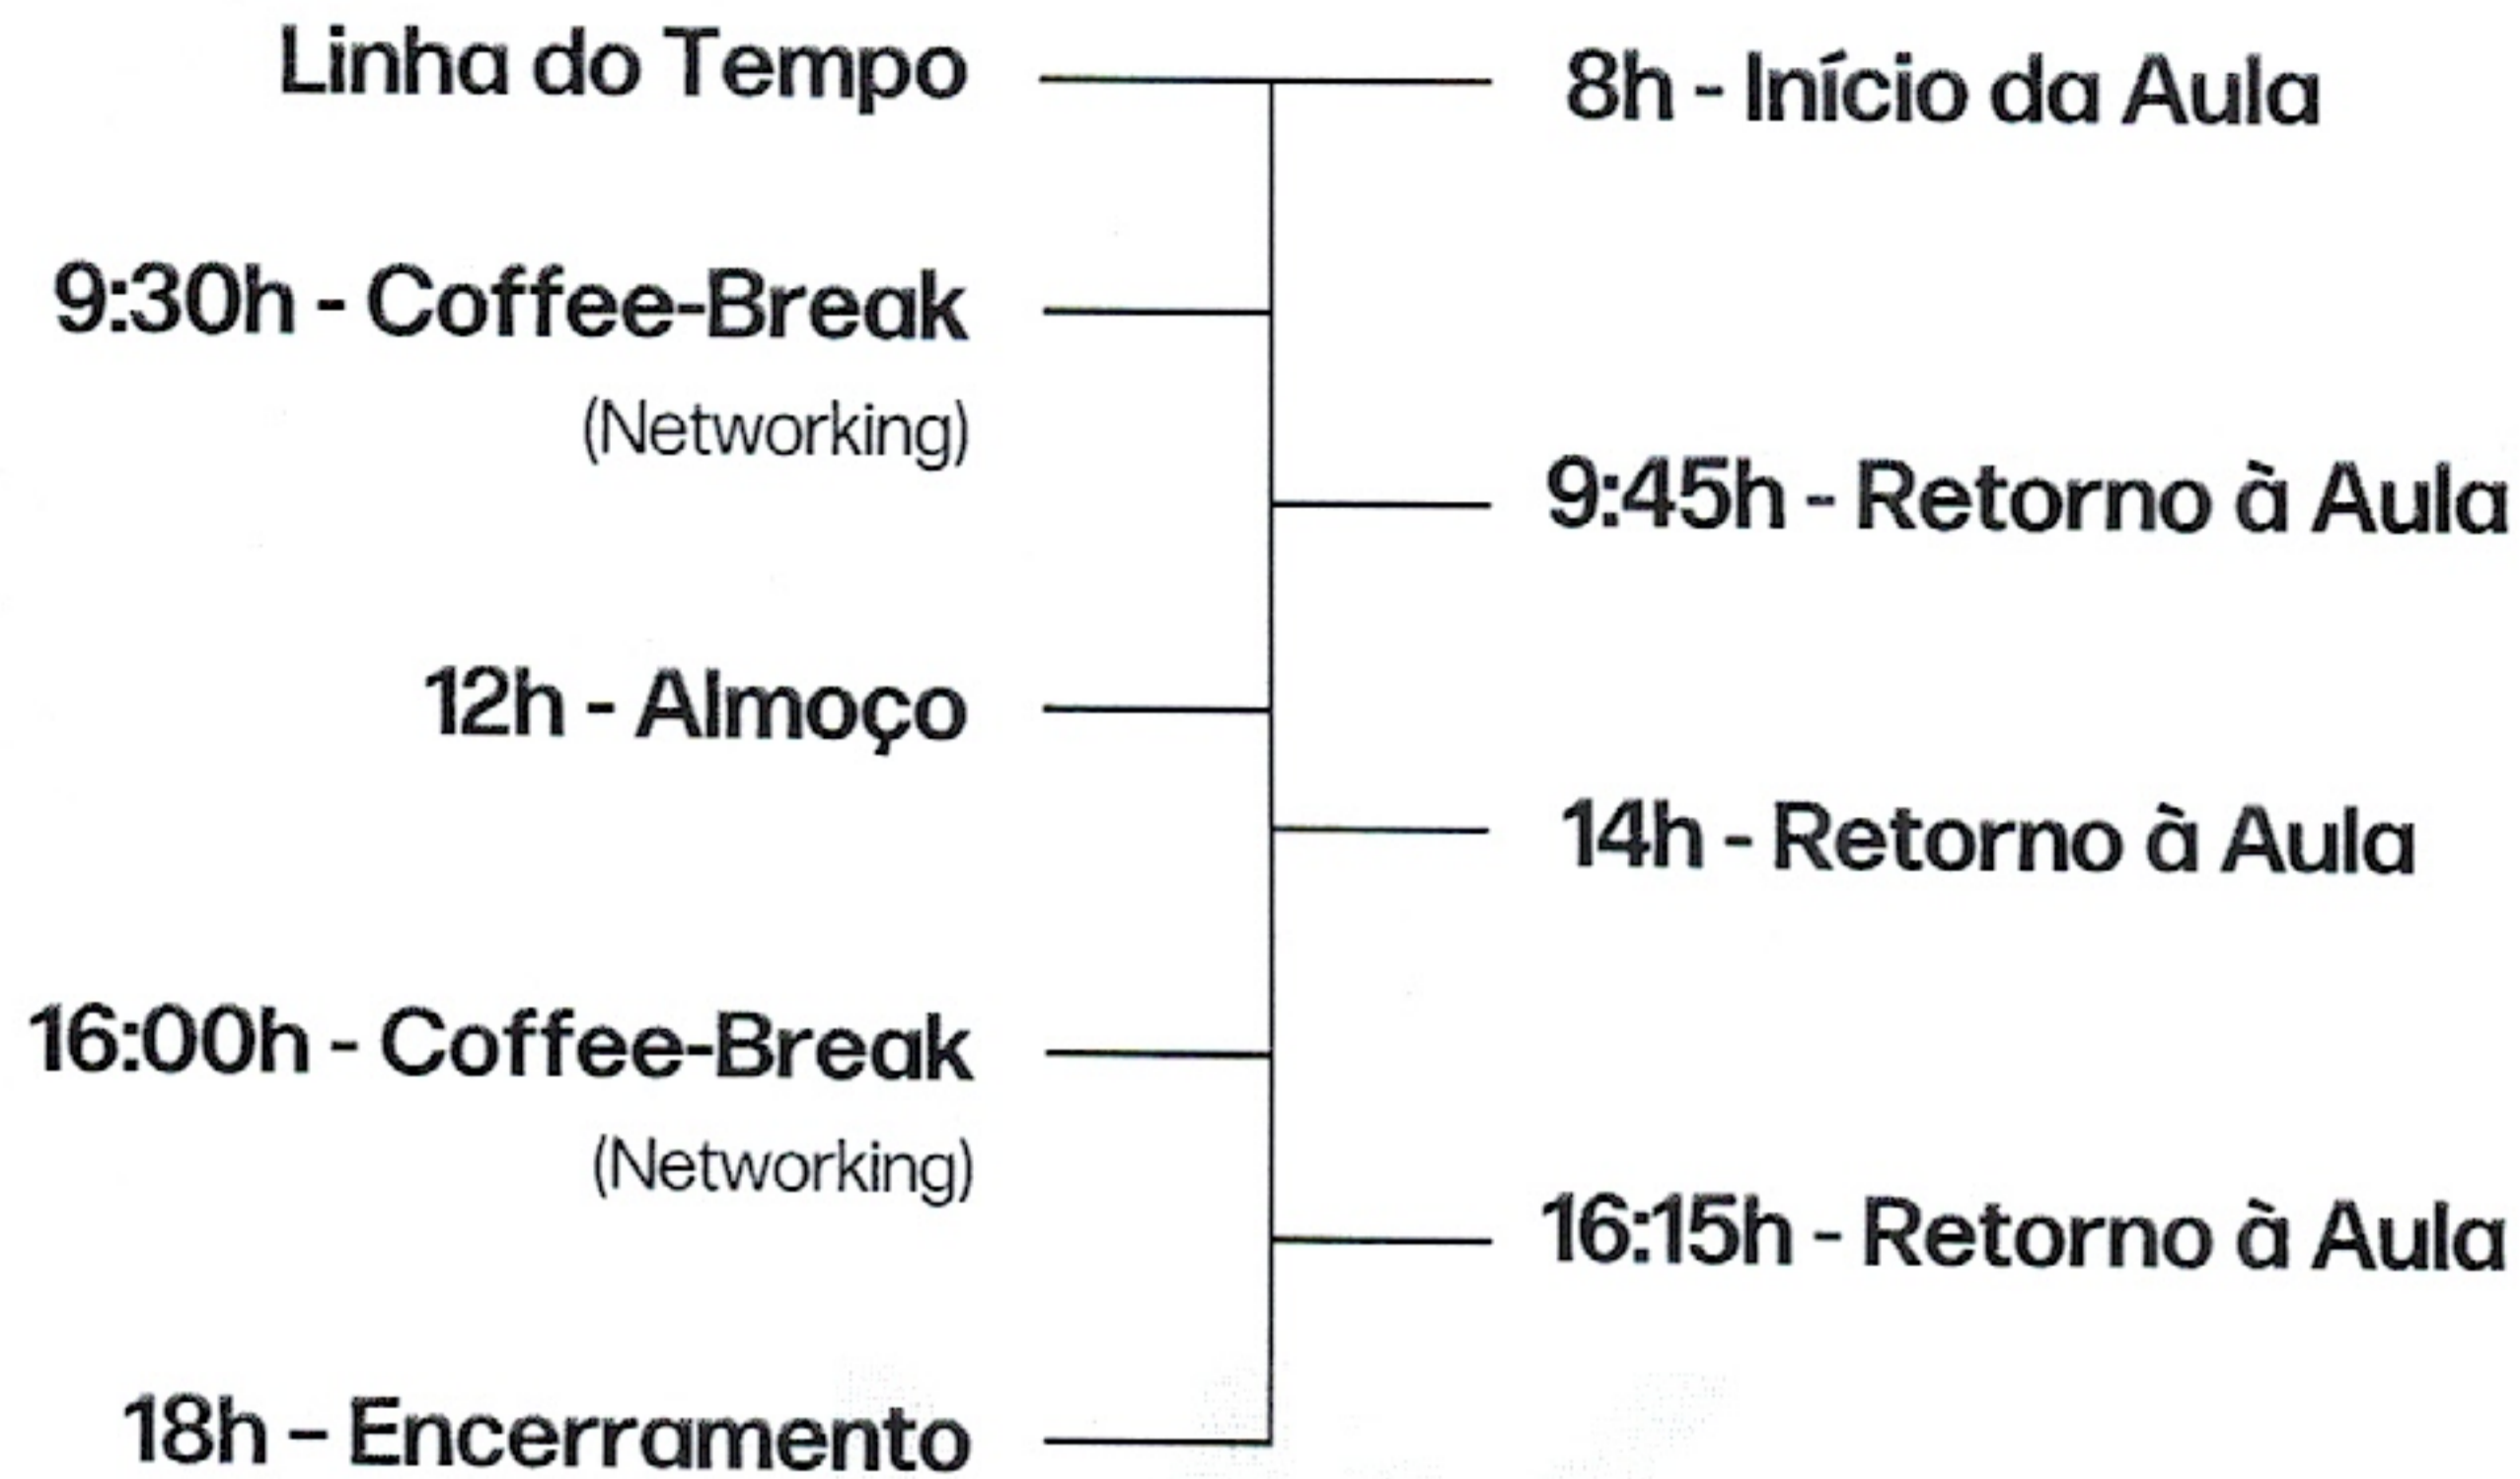 Linha do Tempo
8h - Início da Aula
9:30h - Coffee-Break
(Networking)
9:45h - Retorno à Aula
12h - Almoço
14h - Retorno à Aula
16:00h - Coffee-Break
(Networking)
16:15h - Retorno à Aula
18h - Encerramento